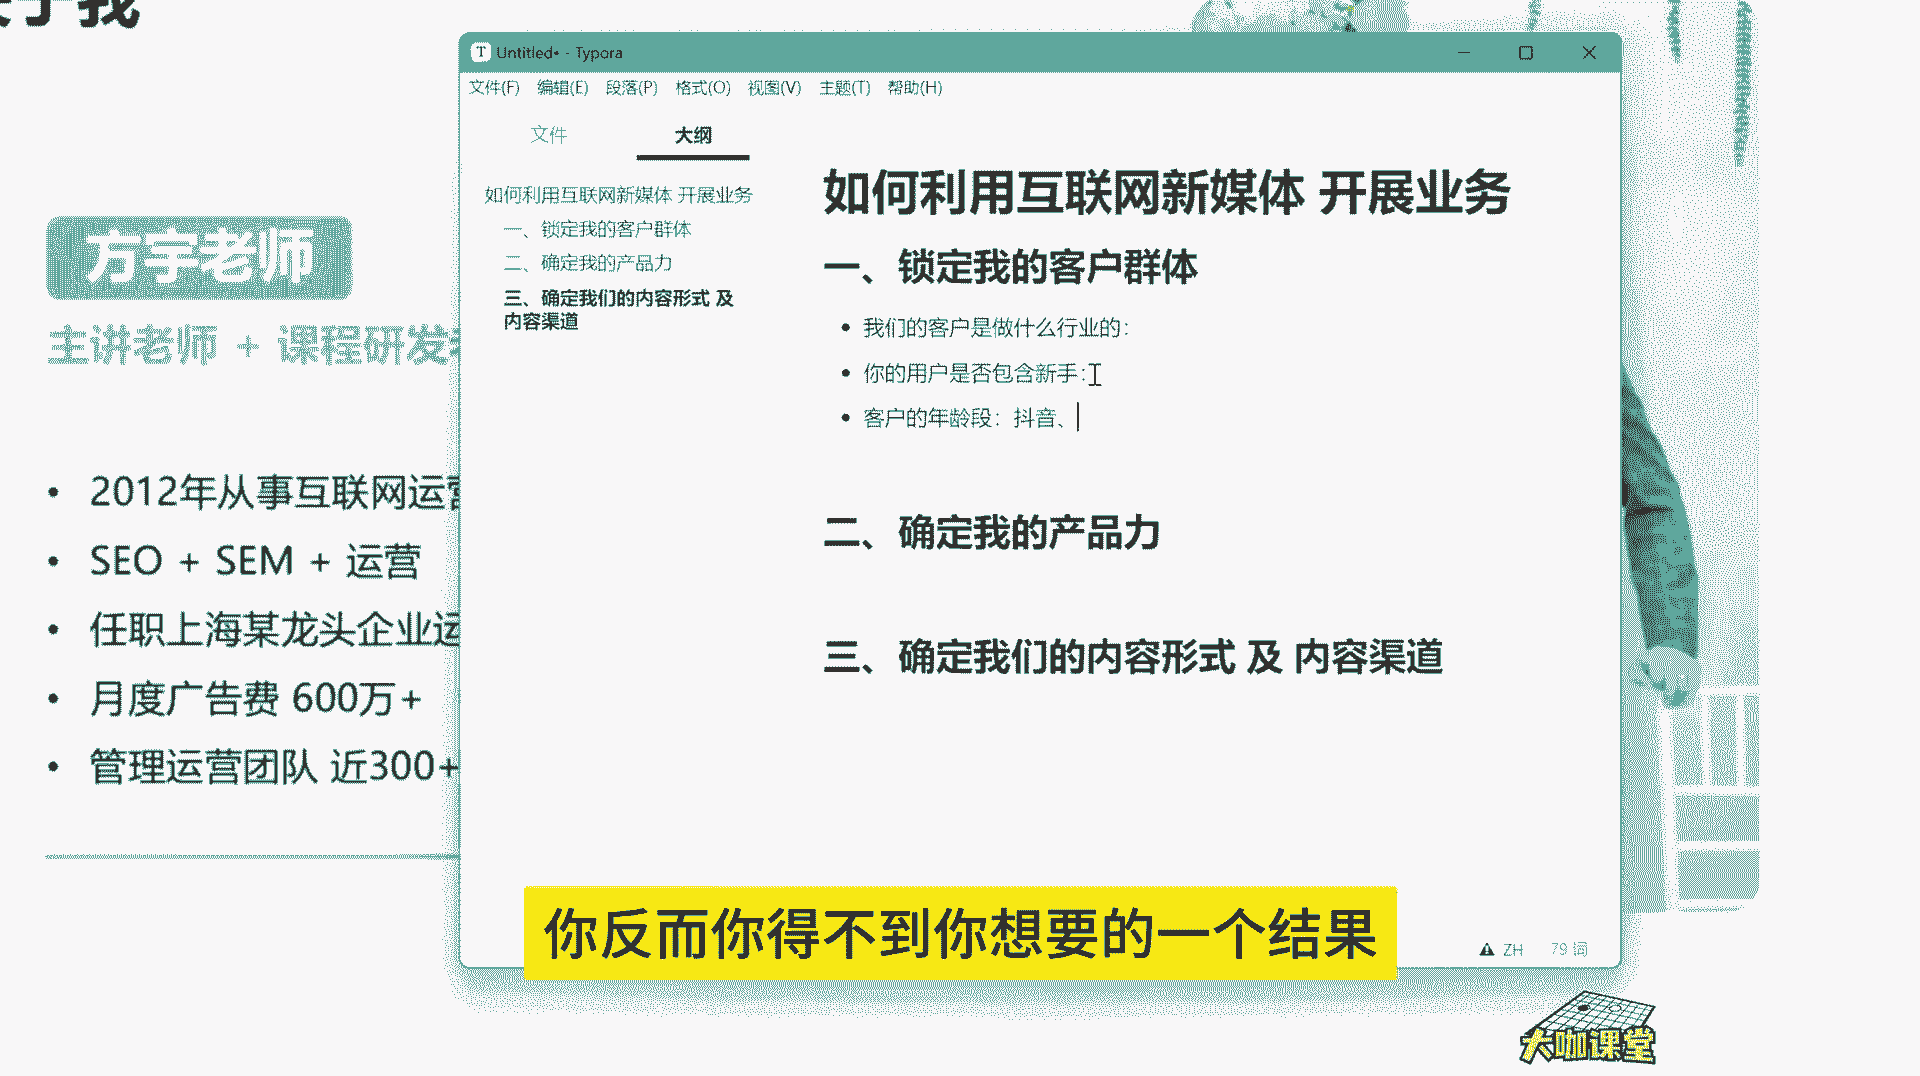 于我
方宇老师
主讲老师 + 课程研发
2012年从事互联网运营
SEO + SEM + 运营
任职上海某龙头企业运
月度广告费 600万+
管理运营团队 近300+
Untitled• - Typora
文件(F) 编辑(E) 段落(P) 格式(O) 视图(V) 主题(T) 帮助(H)
文件 大纲
如何利用互联网新媒体 开展业务
一、锁定我的客户群体
二、确定我的产品力
三、确定我们的内容形式 及
内容渠道
如何利用互联网新媒体 开展业务
一、锁定我的客户群体
我们的客户是做什么行业的：
你的用户是否包含新手：
客户的年龄段：抖音、
二、确定我的产品力
三、确定我们的内容形式 及 内容渠道
你反而你得不到你想要的一个结果
ZH 79 词
大咖课堂